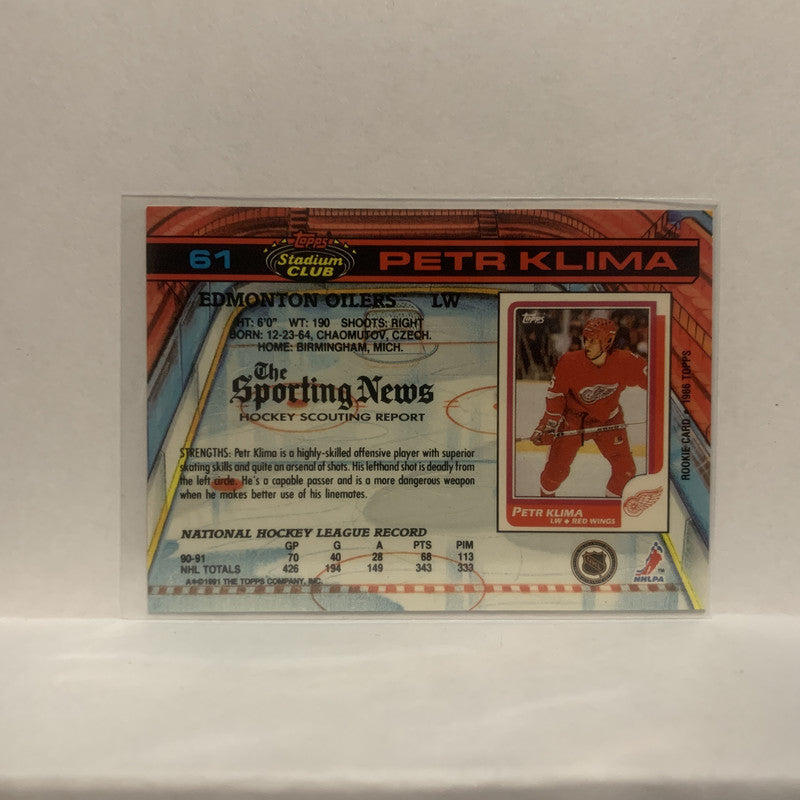 61
TOPPS
Stadium
CLUB
PETR KLIMA
EDMONTON OILERS LW
HT: 6'0" WT: 190 SHOOTS: RIGHT
BORN: 12-23-64, CHAOMUTOV, CZECH.
HOME: BIRMINGHAM, MICH.
The
Sporting News
HOCKEY SCOUTING REPORT
STRENGTHS: Petr Klima is a highly-skilled offensive player with superior
skating skills and quite an arsenal of shots. His lefthand shot is deadly from
the left circle. He's a capable passer and is a more dangerous weapon
when he makes better use of his linemates.
NATIONAL HOCKEY LEAGUE RECORD
GP G A PTS PIM
90-91 70 40 28 68 113
NHL TOTALS 426 194 149 343 333
A*©1991 THE TOPPS COMPANY, INC.
Topps
PETR KLIMA
LW ◆ RED WINGS
ROOKIE CARD ◆ 1986 TOPPS
NHL
NHLPA
TM